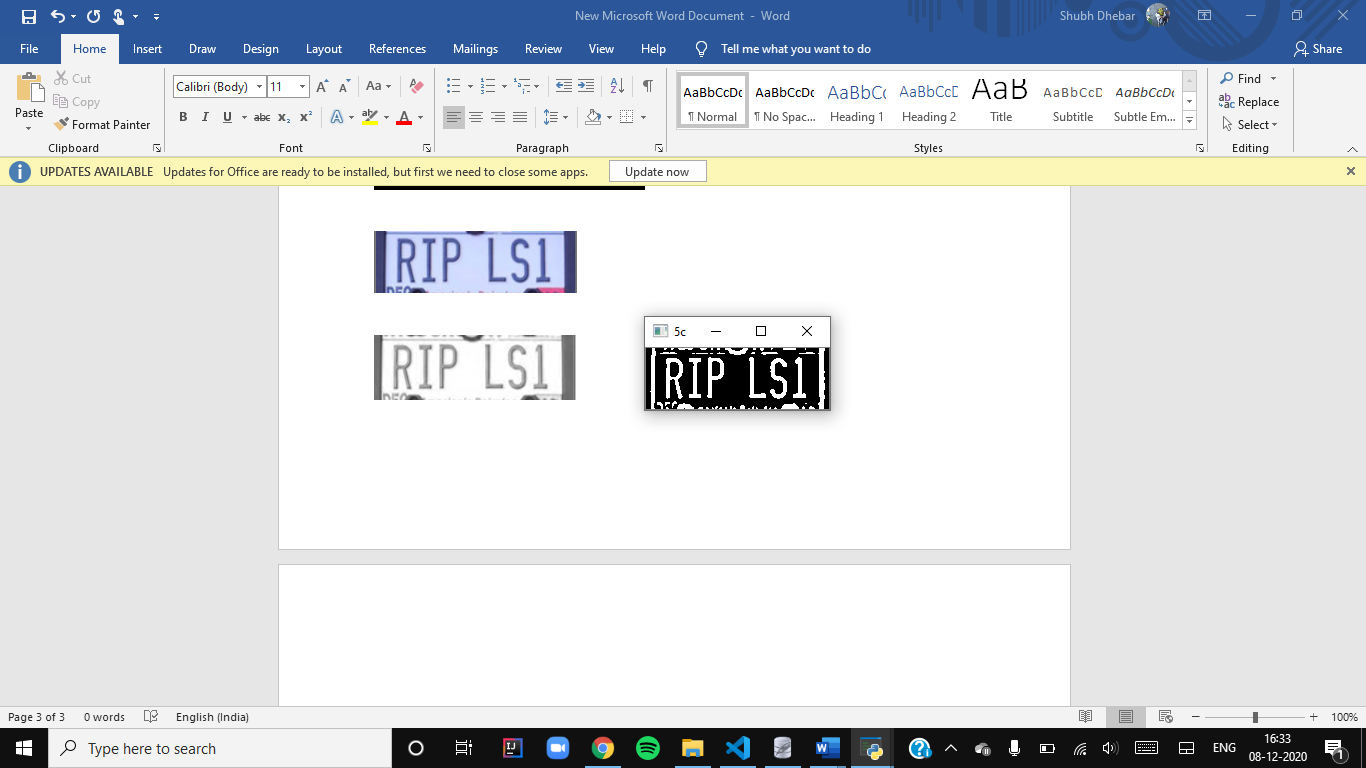 New Microsoft Word Document - Word
Shubh Dhebar
File Home Insert Draw Design Layout References Mailings Review View Help Tell me what you want to do Share
Paste
Cut
Copy
Format Painter
Clipboard
Calibri (Body) 11
B I U abc x₂ x²
Font
Paragraph
AaBbCcDc AaBbCcDc AaBbCc AaBbCcD AaB AaBbCcD AaBbCcDc
¶ Normal ¶ No Spac... Heading 1 Heading 2 Title Subtitle Subtle Em...
Styles
Find
Replace
Select
Editing
UPDATES AVAILABLE Updates for Office are ready to be installed, but first we need to close some apps. Update now
RIP LS1
5c
RIP LS1
RIP LS1
Page 3 of 3 0 words English (India) 100%
Type here to search
ENG
16:33
08-12-2020
1